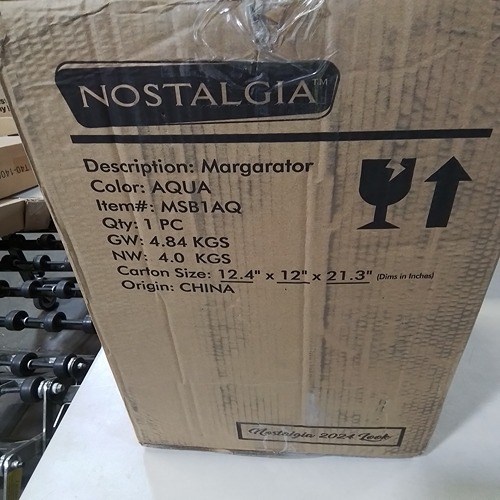 NOSTALGIA™
Description: Margarator
Color: AQUA
Item#: MSB1AQ
Qty: 1 PC
GW: 4.84 KGS
NW: 4.0 KGS
Carton Size: 12.4" x 12" x 21.3" (Dims in Inches)
Origin: CHINA
Nostalgia 2024 Look